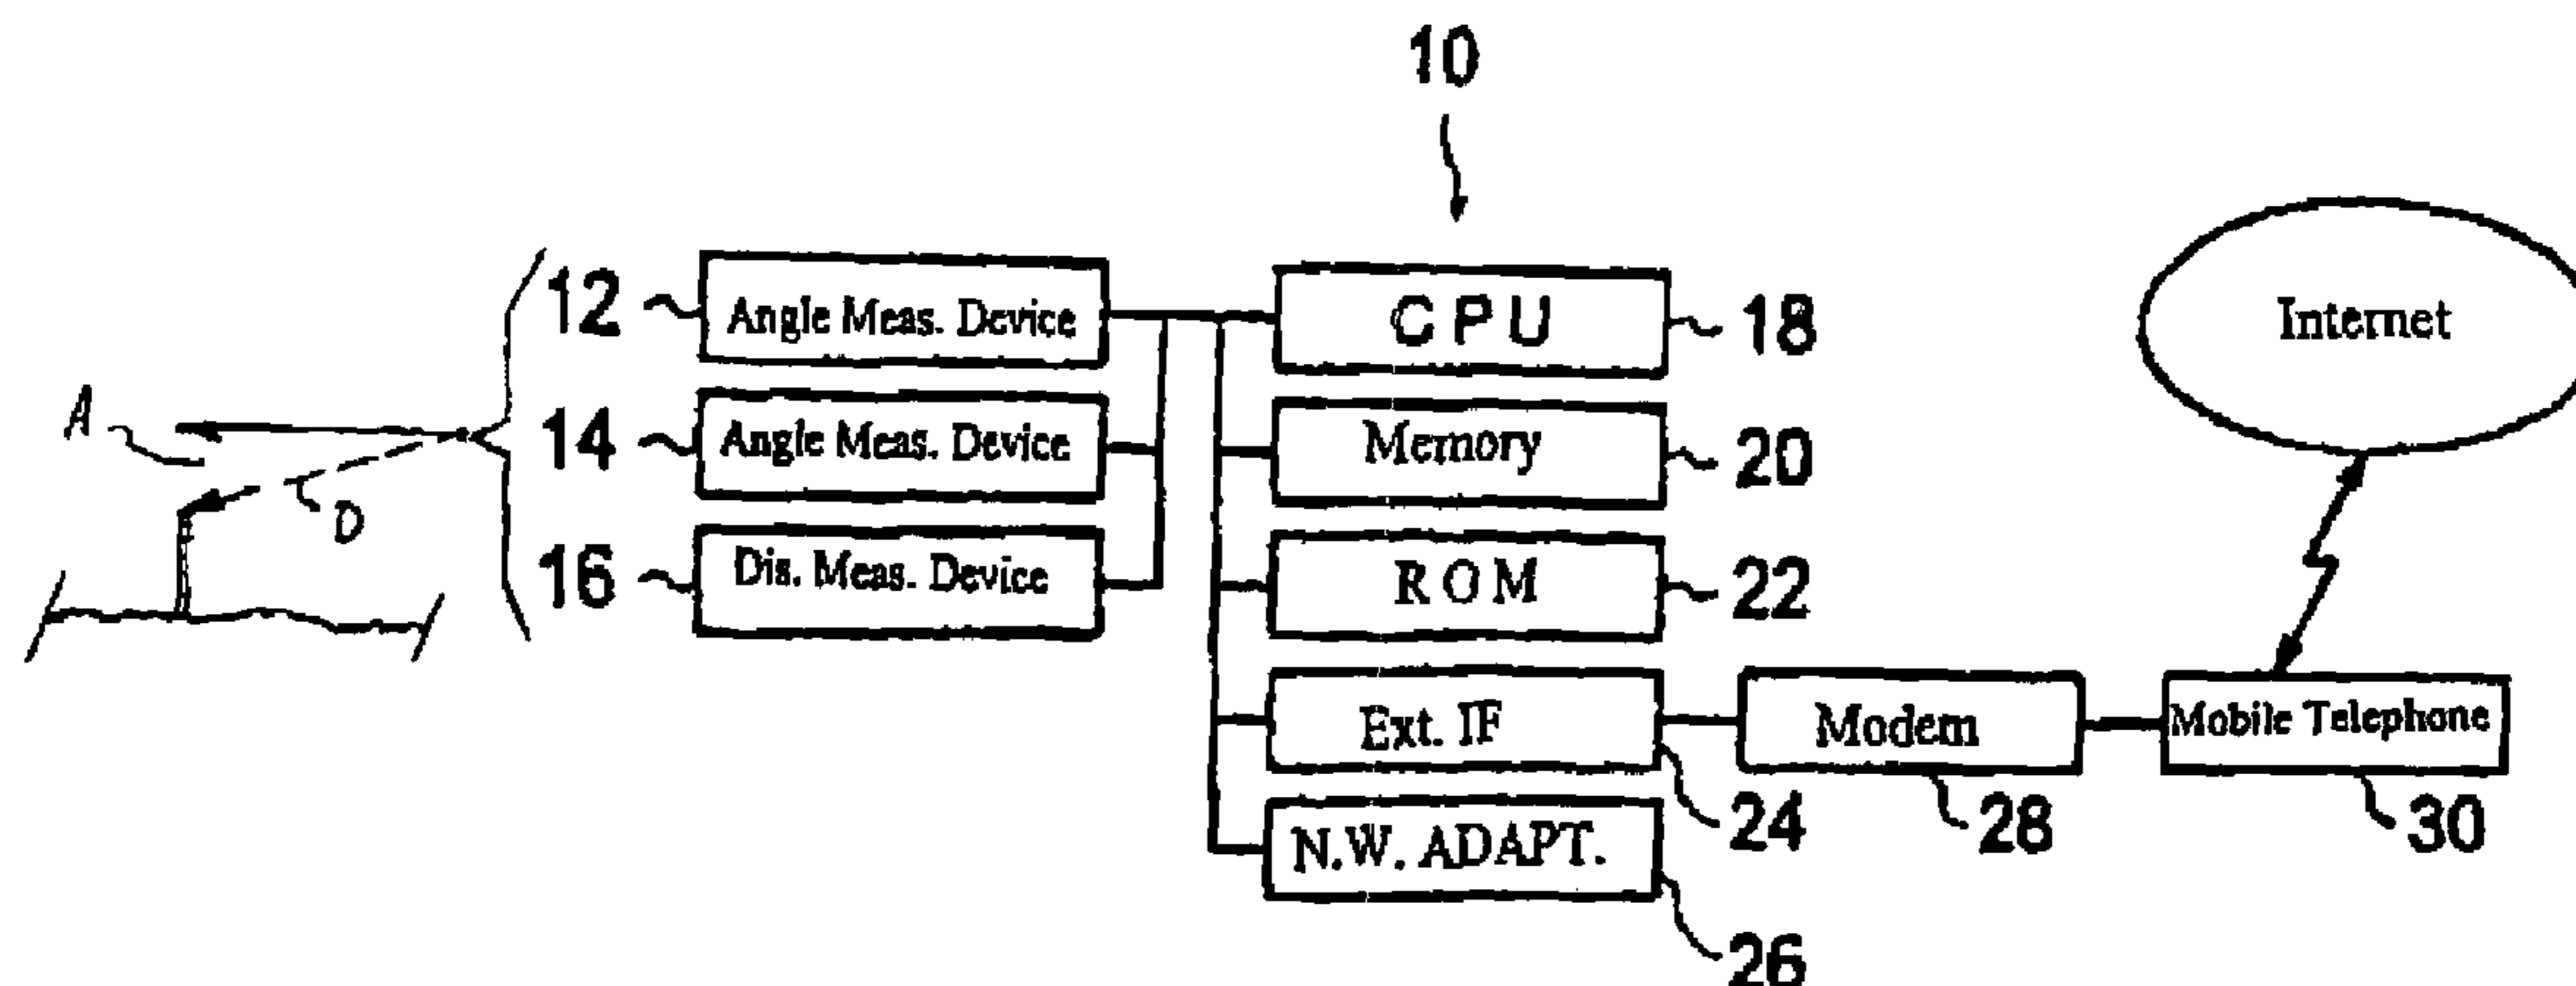 10
12
Angle Meas. Device
CPU
18
Internet
A
14
Angle Meas. Device
Memory
20
D
16
Dis. Meas. Device
ROM
22
Ext. IF
Modem
Mobile Telephone
24
28
30
N.W. ADAPT.
26